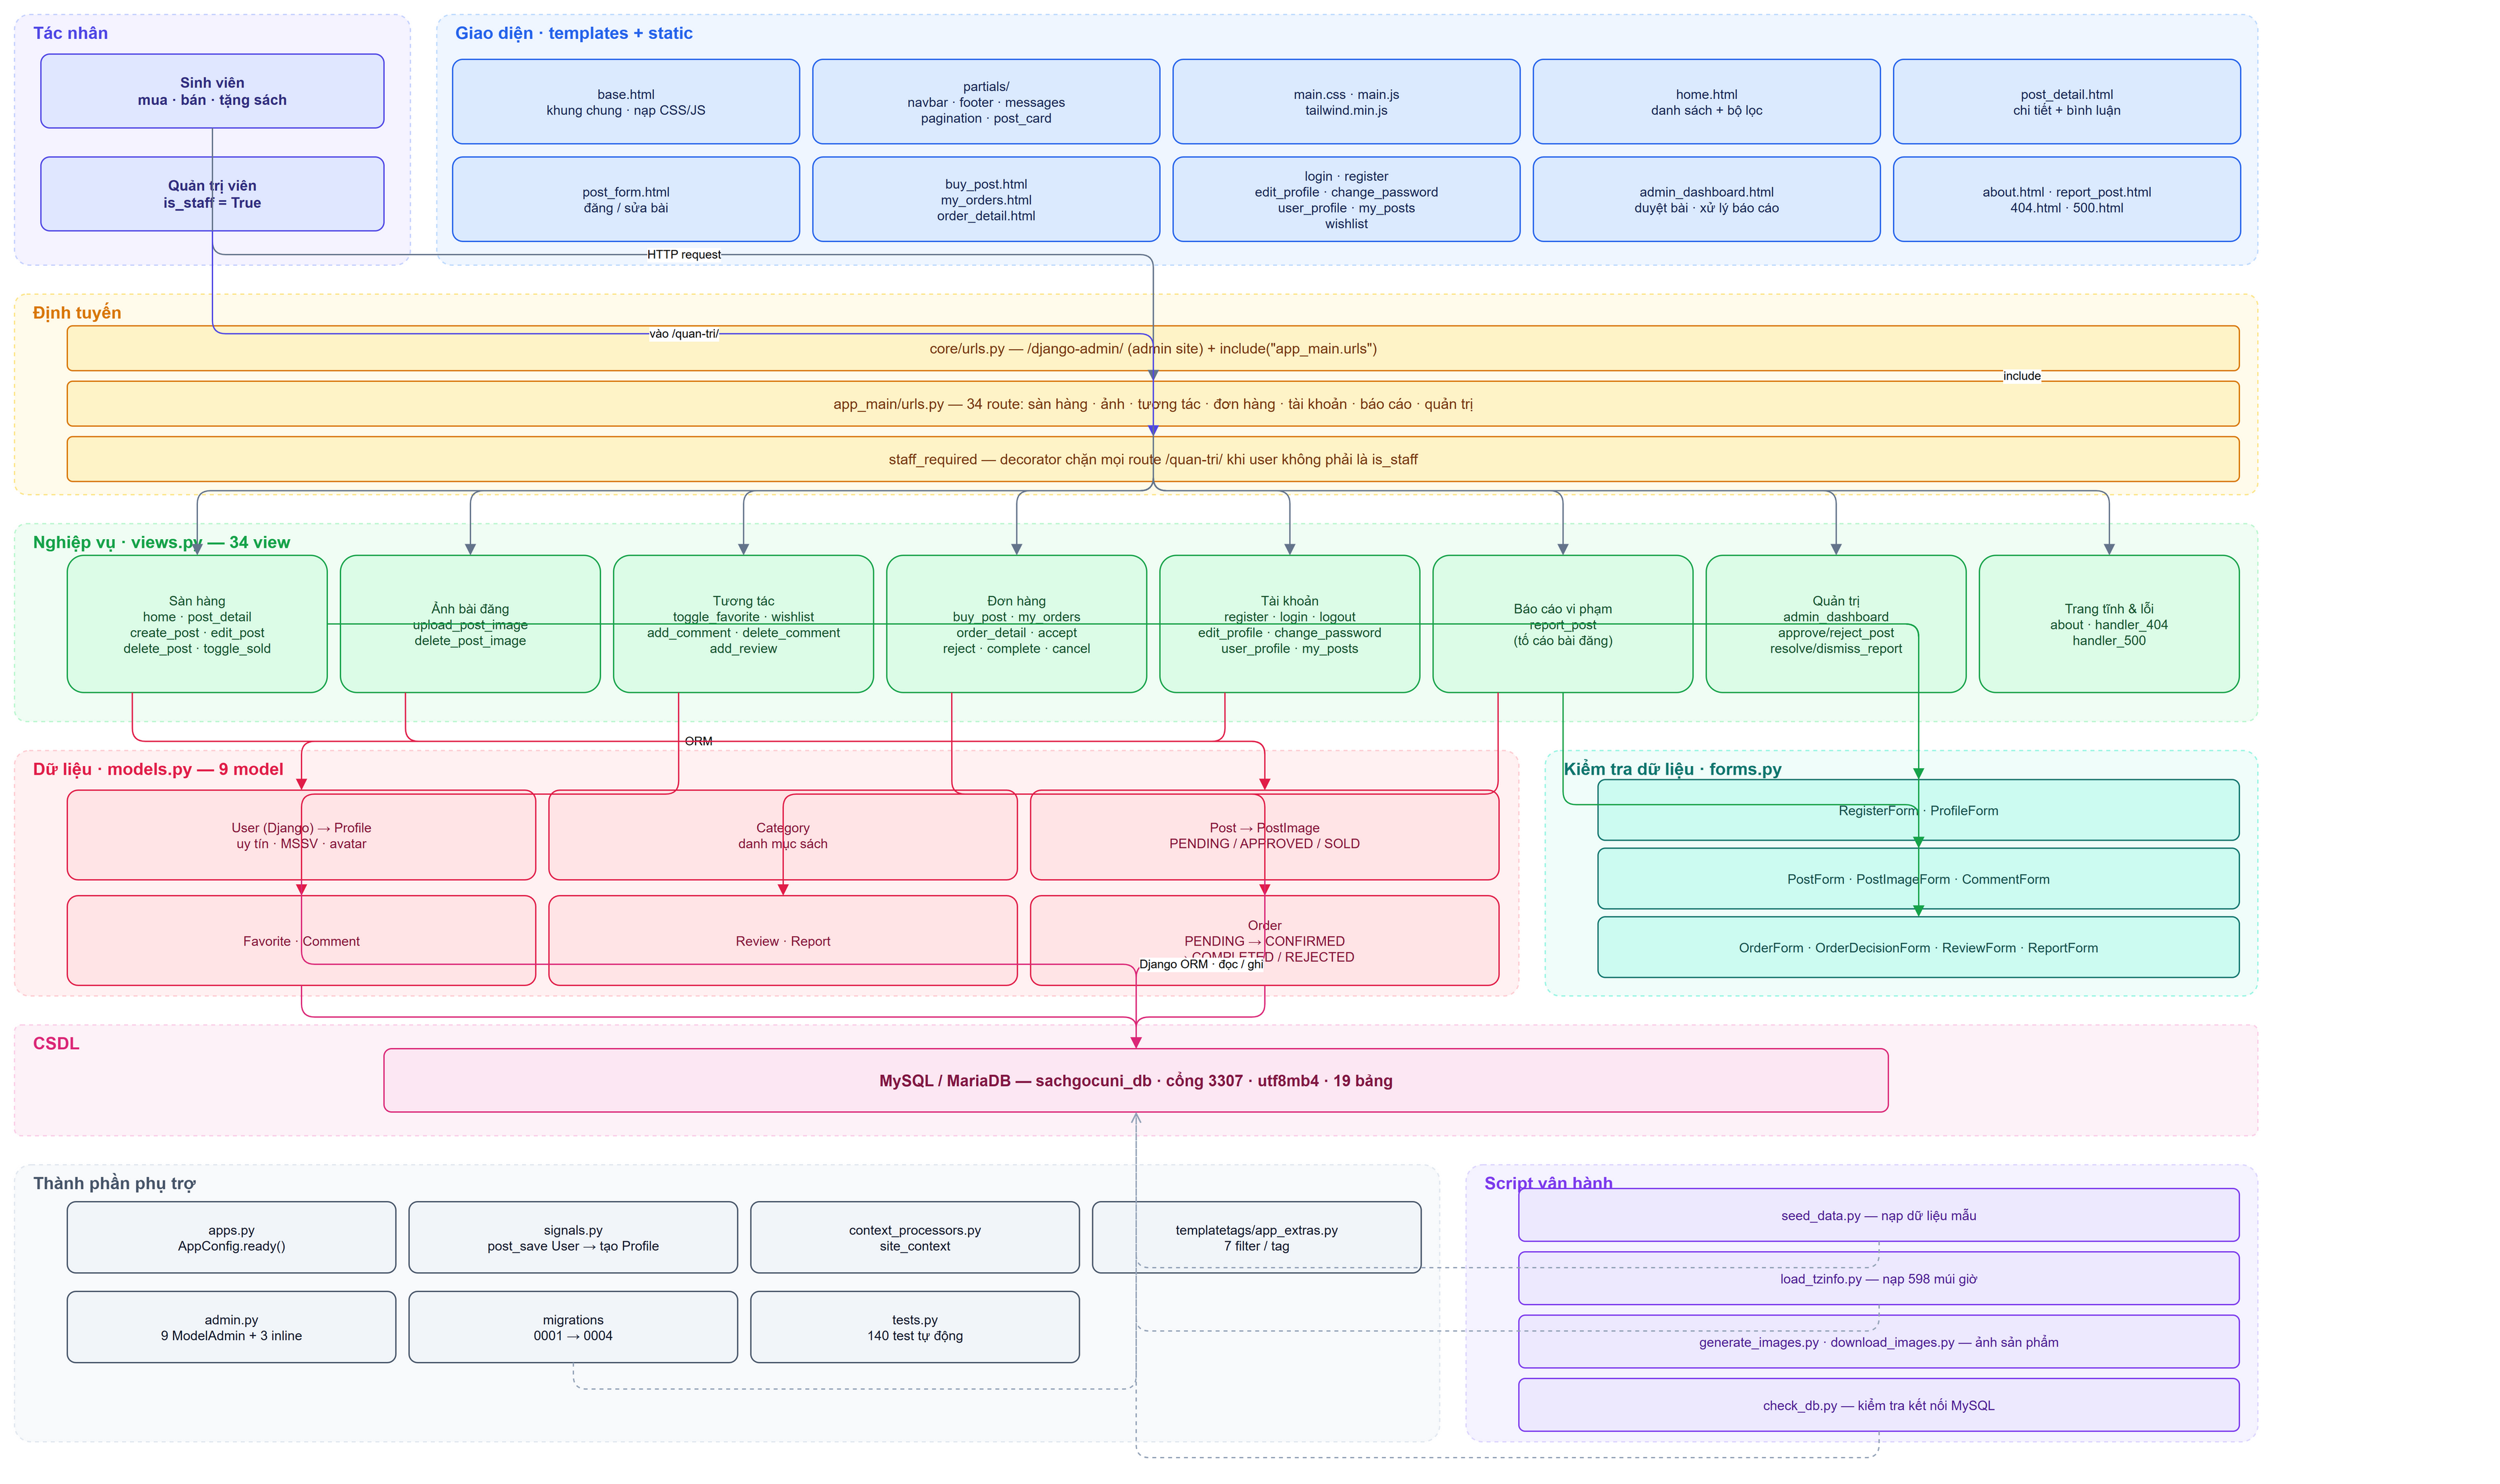 Tác nhân
Sinh viên
mua · bán · tặng sách
Quản trị viên
is_staff = True
Giao diện · templates + static
base.html
khung chung · nạp CSS/JS
partials/
navbar · footer · messages
pagination · post_card
main.css · main.js
tailwind.min.js
home.html
danh sách + bộ lọc
post_detail.html
chi tiết + bình luận
post_form.html
đăng / sửa bài
buy_post.html
my_orders.html
order_detail.html
login · register
edit_profile · change_password
user_profile · my_posts
wishlist
admin_dashboard.html
duyệt bài · xử lý báo cáo
about.html · report_post.html
404.html · 500.html
HTTP request
Định tuyến
vào /quan-tri/
core/urls.py — /django-admin/ (admin site) + include("app_main.urls")
include
app_main/urls.py — 34 route: sàn hàng · ảnh · tương tác · đơn hàng · tài khoản · báo cáo · quản trị
staff_required — decorator chặn mọi route /quan-tri/ khi user không phải là is_staff
Nghiệp vụ · views.py — 34 view
Sàn hàng
home · post_detail
create_post · edit_post
delete_post · toggle_sold
Ảnh bài đăng
upload_post_image
delete_post_image
Tương tác
toggle_favorite · wishlist
add_comment · delete_comment
add_review
Đơn hàng
buy_post · my_orders
order_detail · accept
reject · complete · cancel
Tài khoản
register · login · logout
edit_profile · change_password
user_profile · my_posts
Báo cáo vi phạm
report_post
(tố cáo bài đăng)
Quản trị
admin_dashboard
approve/reject_post
resolve/dismiss_report
Trang tĩnh & lỗi
about · handler_404
handler_500
ORM
Dữ liệu · models.py — 9 model
User (Django) → Profile
uy tín · MSSV · avatar
Category
danh mục sách
Post → PostImage
PENDING / APPROVED / SOLD
Favorite · Comment
Review · Report
Order
PENDING → CONFIRMED
→ COMPLETED / REJECTED
Django ORM · đọc / ghi
Kiểm tra dữ liệu · forms.py
RegisterForm · ProfileForm
PostForm · PostImageForm · CommentForm
OrderForm · OrderDecisionForm · ReviewForm · ReportForm
CSDL
MySQL / MariaDB — sachgocuni_db · cổng 3307 · utf8mb4 · 19 bảng
Thành phần phụ trợ
apps.py
AppConfig.ready()
signals.py
post_save User → tạo Profile
context_processors.py
site_context
templatetags/app_extras.py
7 filter / tag
admin.py
9 ModelAdmin + 3 inline
migrations
0001 → 0004
tests.py
140 test tự động
Script vận hành
seed_data.py — nạp dữ liệu mẫu
load_tzinfo.py — nạp 598 múi giờ
generate_images.py · download_images.py — ảnh sản phẩm
check_db.py — kiểm tra kết nối MySQL